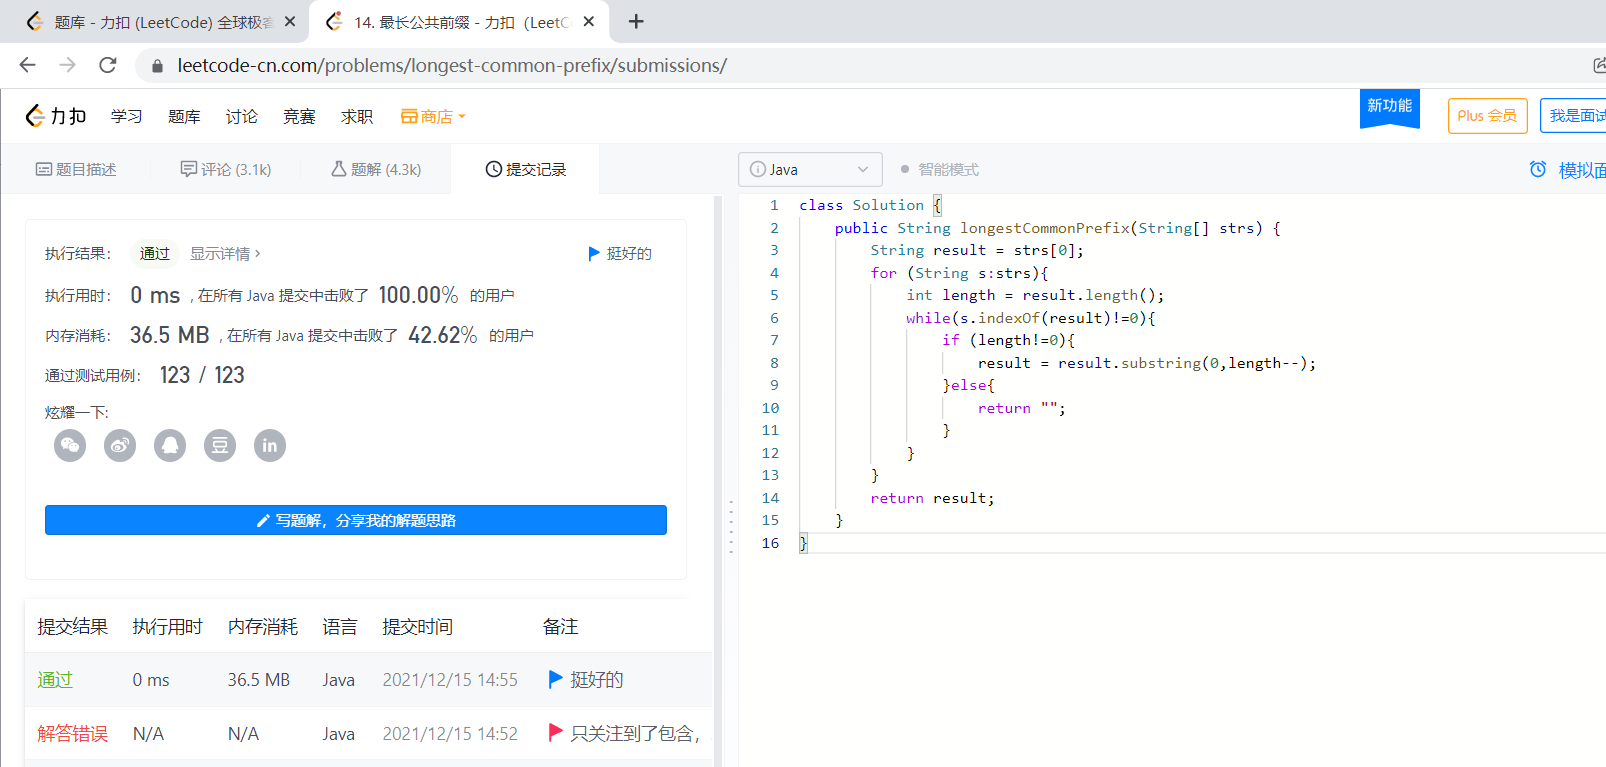 题库 - 力扣 (LeetCode) 全球极客
14. 最长公共前缀 - 力扣（LeetC
leetcode-cn.com/problems/longest-common-prefix/submissions/
力扣 学习 题库 讨论 竞赛 求职 商店 新功能 Plus 会员 我是面试
题目描述 评论 (3.1k) 题解 (4.3k) 提交记录
i Java 智能模式 模拟面
执行结果： 通过 显示详情 › 挺好的
执行用时： 0 ms , 在所有 Java 提交中击败了 100.00% 的用户
内存消耗： 36.5 MB , 在所有 Java 提交中击败了 42.62% 的用户
通过测试用例： 123 / 123
炫耀一下:
豆 in
写题解，分享我的解题思路
提交结果 执行用时 内存消耗 语言 提交时间 备注
通过 0 ms 36.5 MB Java 2021/12/15 14:55 挺好的
解答错误 N/A N/A Java 2021/12/15 14:52 只关注到了包含，
1 class Solution {
2 public String longestCommonPrefix(String[] strs) {
3 String result = strs[0];
4 for (String s:strs){
5 int length = result.length();
6 while(s.indexOf(result)!=0){
7 if (length!=0){
8 result = result.substring(0,length--);
9 }else{
10 return "";
11 }
12 }
13 }
14 return result;
15 }
16 }